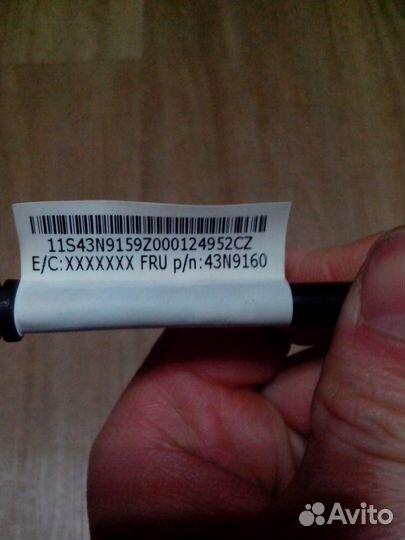 11S43N9159Z000124952CZ
E/C:XXXXXXX FRU p/n:43N9160
Avito